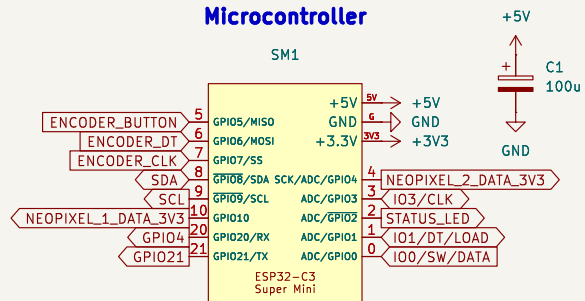 Microcontroller
SM1
+5V
+ C1
100u
GND
+5V 5V +5V
ENCODER_BUTTON 5 GPIO5/MISO GND G GND
ENCODER_DT 6 GPIO6/MOSI +3.3V 3V3 +3V3
ENCODER_CLK 7 GPIO7/SS
SDA 8 GPIO8/SDA SCK/ADC/GPIO4 4 NEOPIXEL_2_DATA_3V3
SCL 9 GPIO9/SCL ADC/GPIO3 3 IO3/CLK
NEOPIXEL_1_DATA_3V3 10 GPIO10 ADC/GPIO2 2 STATUS_LED
GPIO4 20 GPIO20/RX ADC/GPIO1 1 IO1/DT/LOAD
GPIO21 21 GPIO21/TX ADC/GPIO0 0 IO0/SW/DATA
ESP32-C3
Super Mini